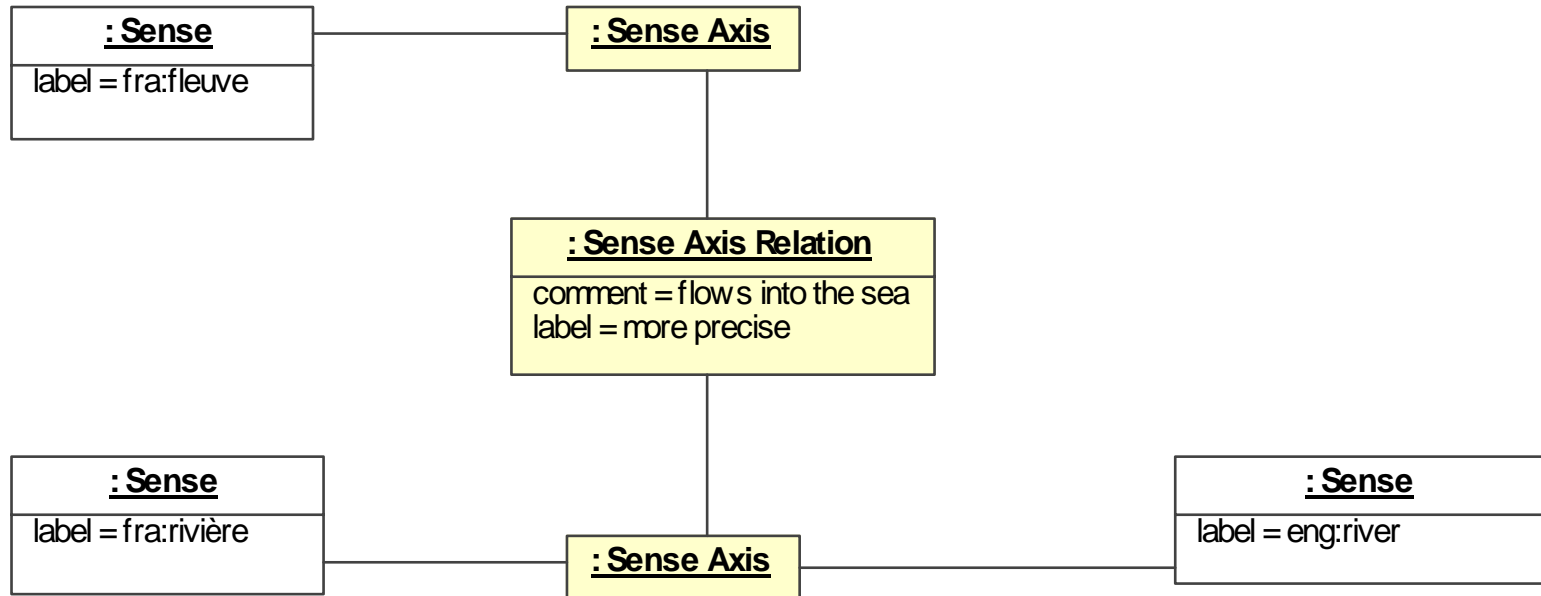 : Sense
label = fra:fleuve
: Sense Axis
: Sense Axis Relation
comment = flows into the sea
label = more precise
: Sense
label = fra:rivière
: Sense Axis
: Sense
label = eng:river